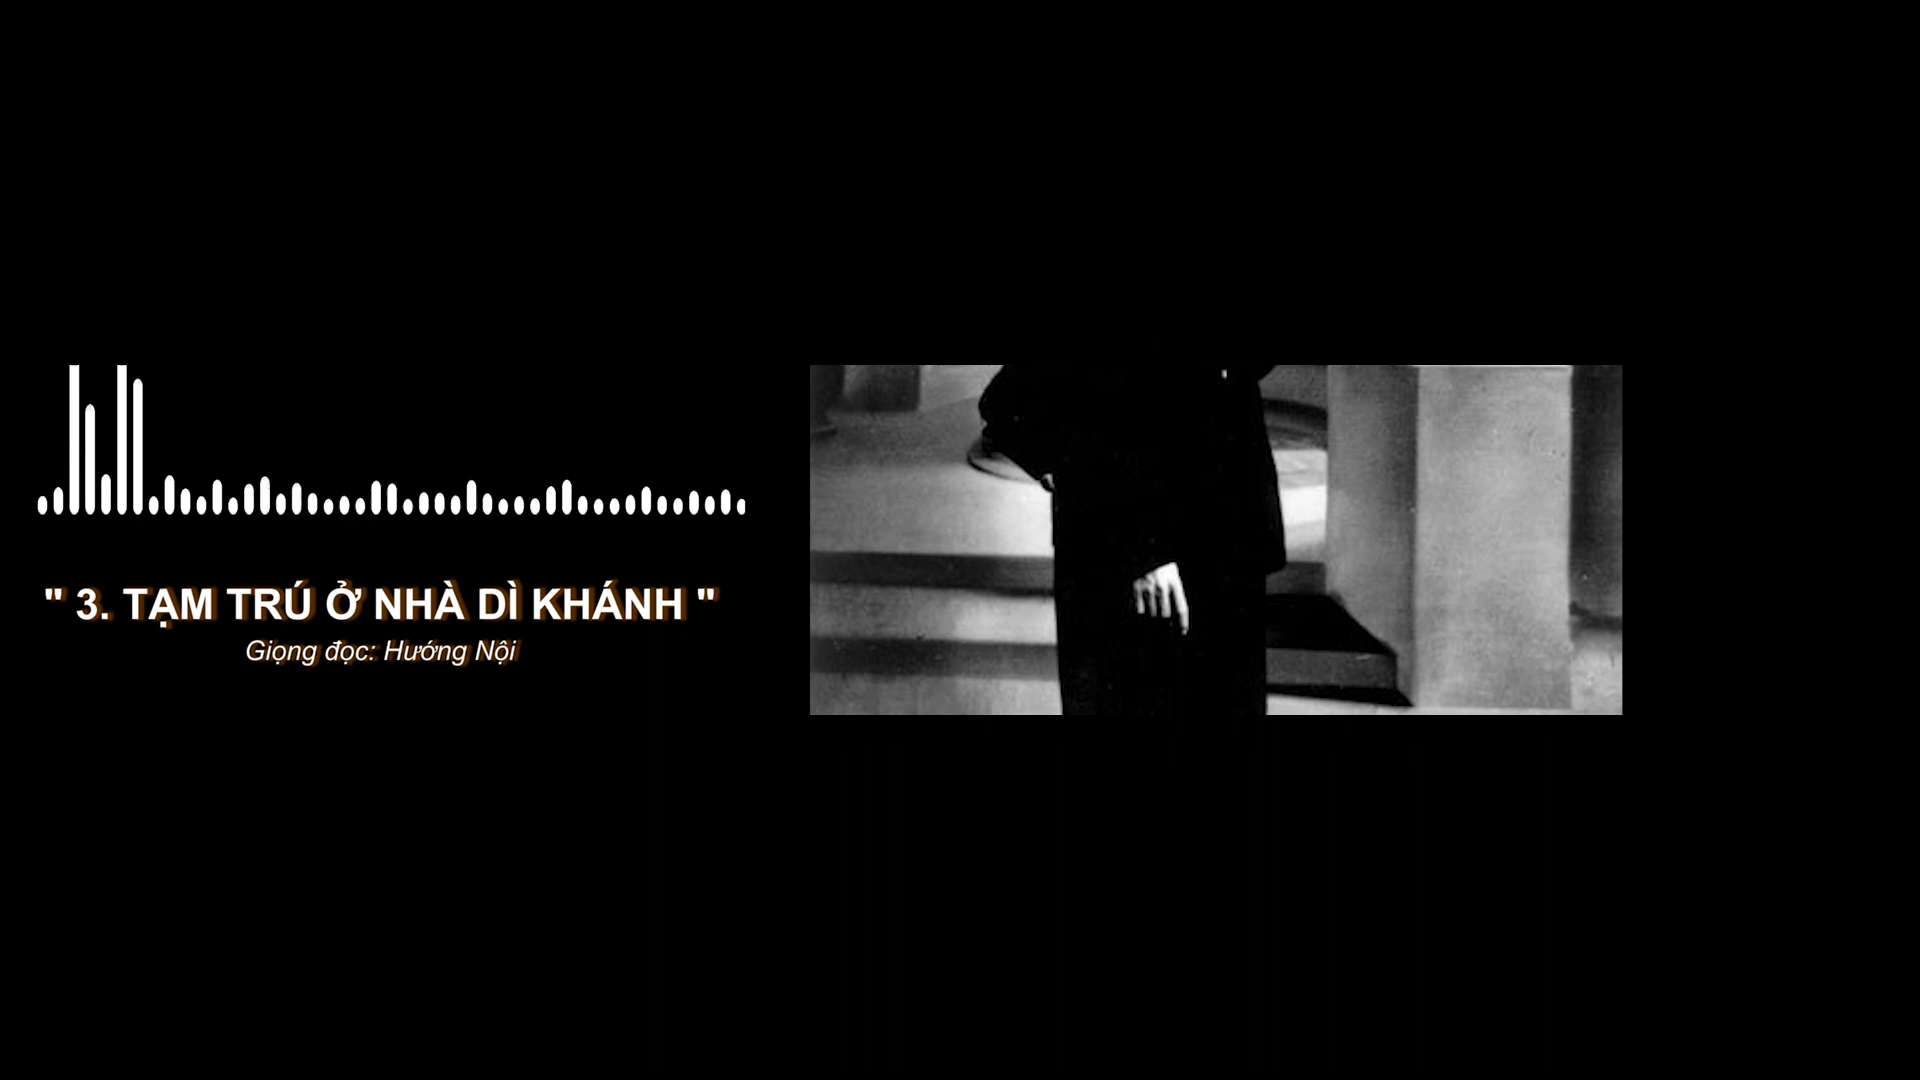 " 3. TẠM TRÚ Ở NHÀ DÌ KHÁNH "
Giọng đọc: Hướng Nội